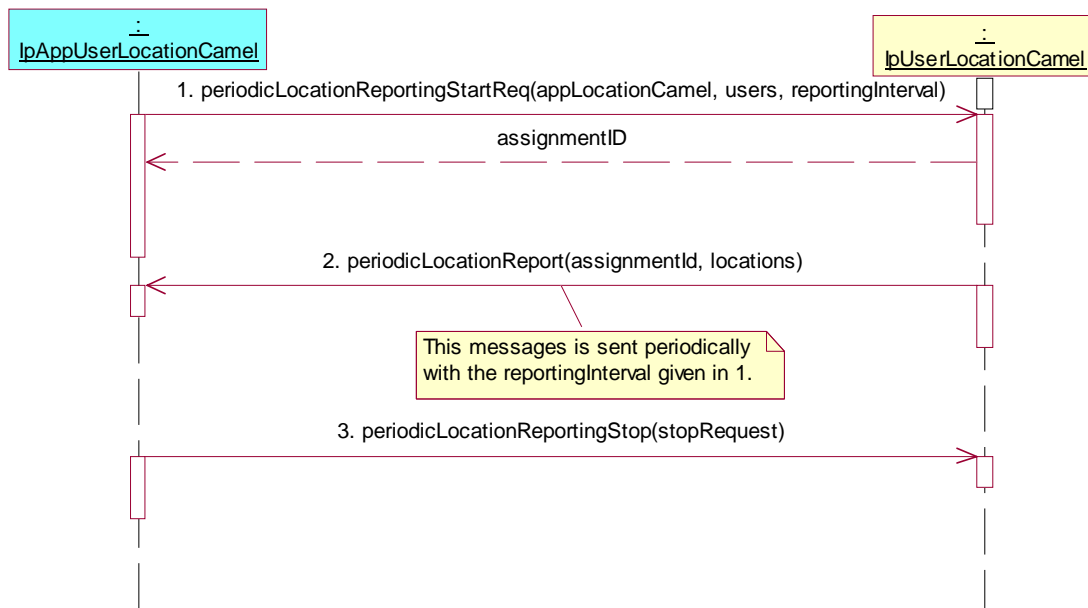 :
IpAppUserLocationCamel
:
IpUserLocationCamel
1. periodicLocationReportingStartReq(appLocationCamel, users, reportingInterval)
assignmentID
2. periodicLocationReport(assignmentId, locations)
This messages is sent periodically
with the reportingInterval given in 1.
3. periodicLocationReportingStop(stopRequest)